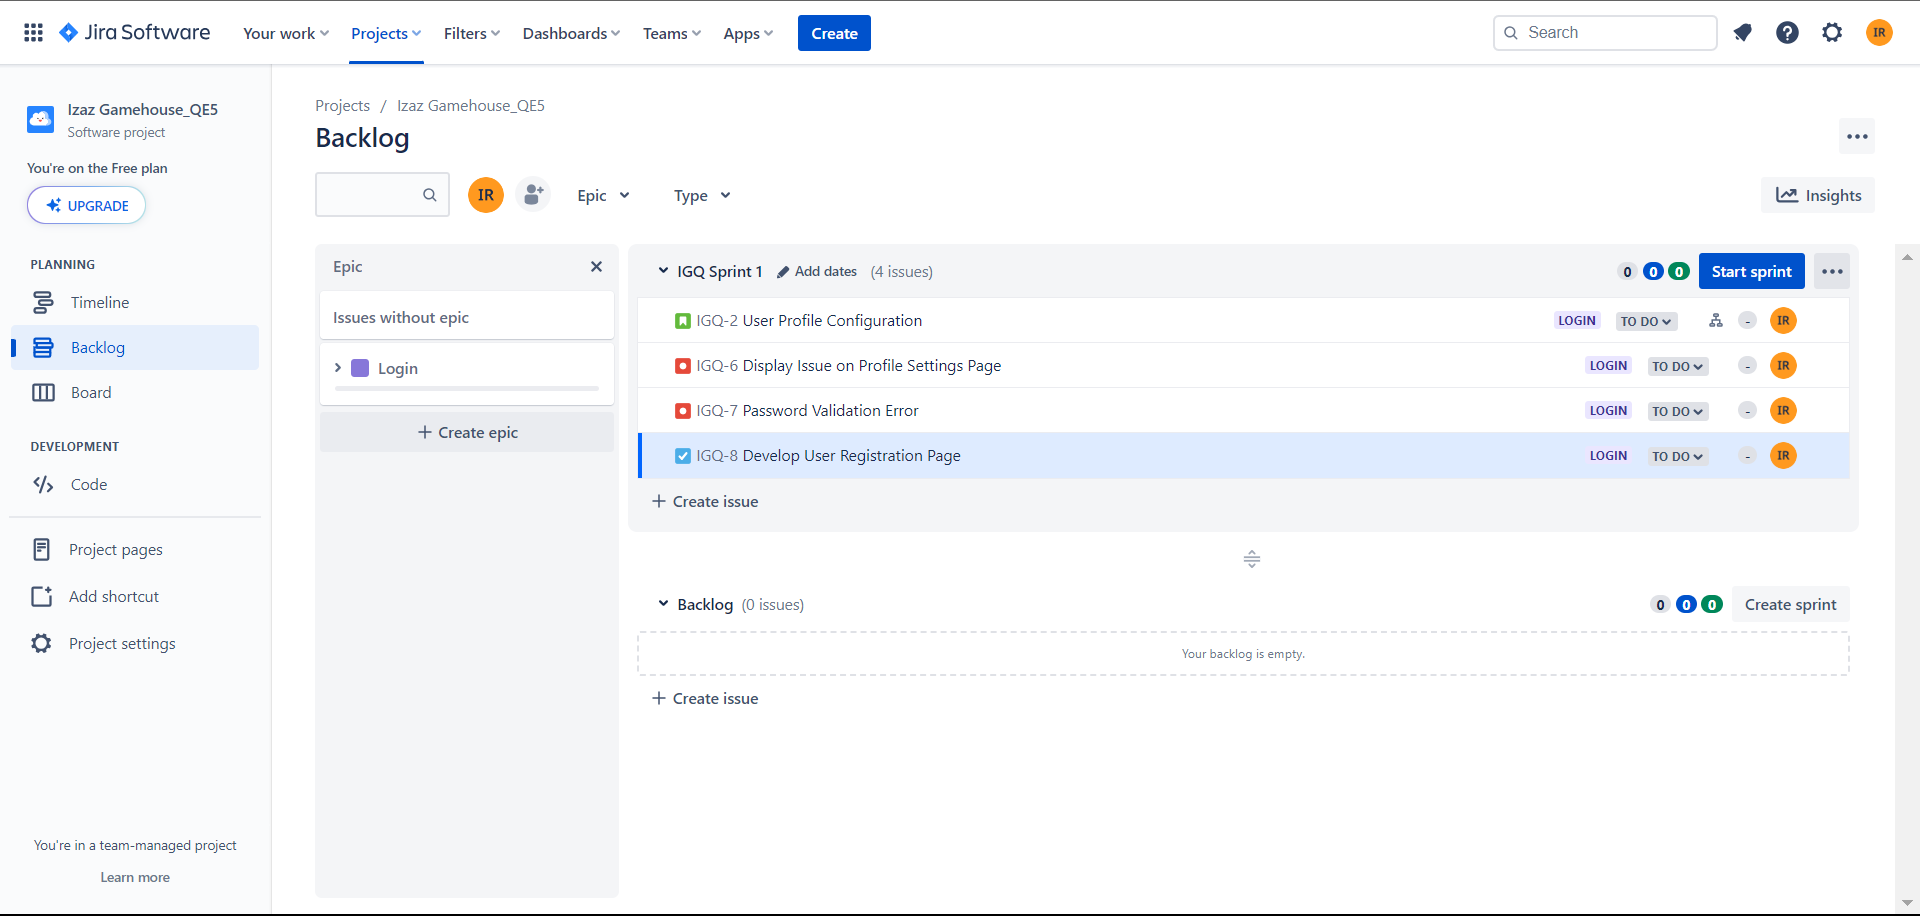 Jira Software Your work Projects Filters Dashboards Teams Apps Create Search IR
Izaz Gamehouse_QE5
Software project
You're on the Free plan
UPGRADE
PLANNING
Timeline
Backlog
Board
DEVELOPMENT
Code
Project pages
Add shortcut
Project settings
You're in a team-managed project
Learn more
Projects / Izaz Gamehouse_QE5
Backlog
IR Epic Type Insights
Epic
Issues without epic
Login
+ Create epic
IGQ Sprint 1 Add dates (4 issues) 0 0 0 Start sprint
IGQ-2 User Profile Configuration LOGIN TO DO - IR
IGQ-6 Display Issue on Profile Settings Page LOGIN TO DO - IR
IGQ-7 Password Validation Error LOGIN TO DO - IR
IGQ-8 Develop User Registration Page LOGIN TO DO - IR
+ Create issue
Backlog (0 issues) 0 0 0 Create sprint
Your backlog is empty.
+ Create issue